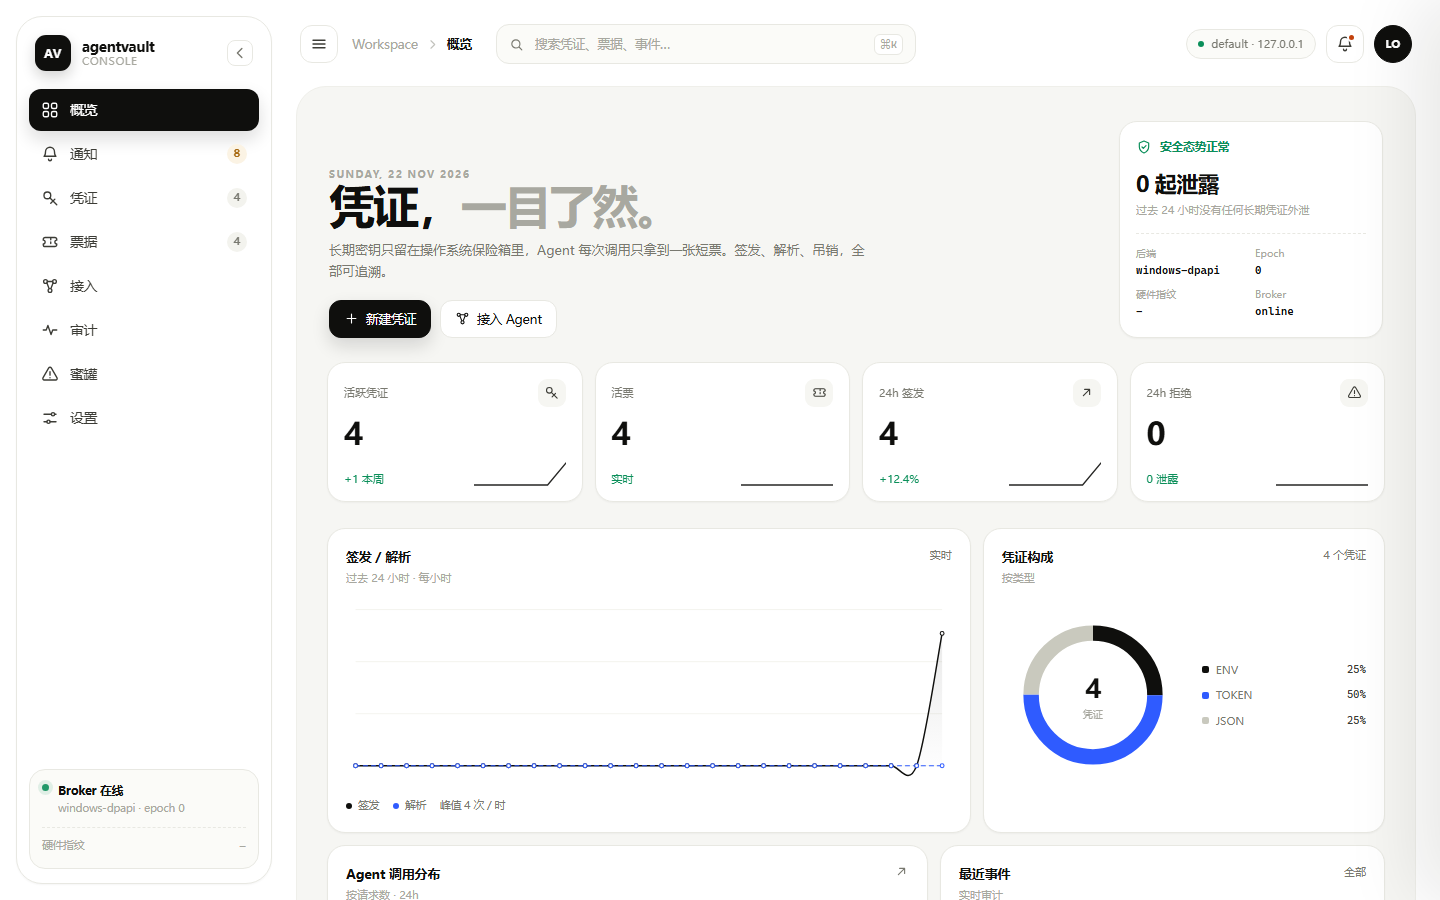 AV
agentvault
CONSOLE
概览
通知
8
凭证
4
票据
4
接入
审计
蜜罐
设置
Broker 在线
windows-dpapi · epoch 0
硬件指纹
–
Workspace
概览
搜索凭证、票据、事件...
⌘K
default · 127.0.0.1
LO
SUNDAY, 22 NOV 2026
凭证，一目了然。
长期密钥只留在操作系统保险箱里，Agent 每次调用只拿到一张短票。签发、解析、吊销，全
部可追溯。
新建凭证
接入 Agent
安全态势正常
0 起泄露
过去 24 小时没有任何长期凭证外泄
后端
Epoch
windows-dpapi
0
硬件指纹
Broker
–
online
活跃凭证
4
+1 本周
活票
4
实时
24h 签发
4
+12.4%
24h 拒绝
0
0 泄露
签发 / 解析
实时
过去 24 小时 · 每小时
签发
解析
峰值 4 次 / 时
凭证构成
4 个凭证
按类型
4
凭证
ENV
25%
TOKEN
50%
JSON
25%
Agent 调用分布
按请求数 · 24h
最近事件
全部
实时审计